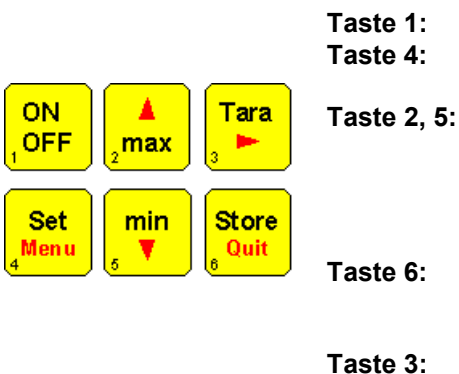 Taste 1:
Taste 4:
Taste 2, 5:
Taste 6:
Taste 3:
ON
OFF
1
max
2
Tara
3
Set
Menu
4
min
5
Store
Quit
6